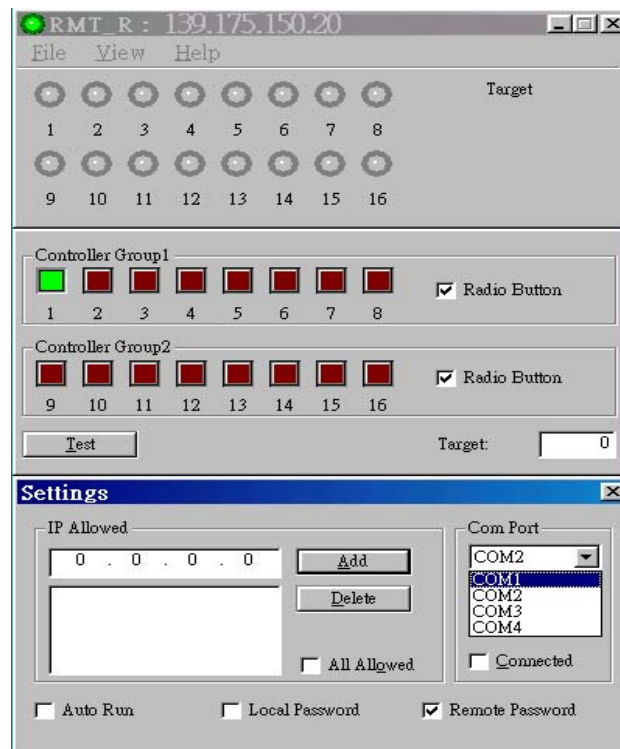 RMT_R : 139.175.150.20
File View Help
Target
1 2 3 4 5 6 7 8
9 10 11 12 13 14 15 16
Controller Group1
Radio Button
1 2 3 4 5 6 7 8
Controller Group2
Radio Button
9 10 11 12 13 14 15 16
Test
Target: 0
Settings
IP Allowed
Com Port
0 . 0 . 0 . 0
Add
COM2
COM1
COM2
COM3
COM4
Delete
All Allowed
Connected
Auto Run
Local Password
Remote Password